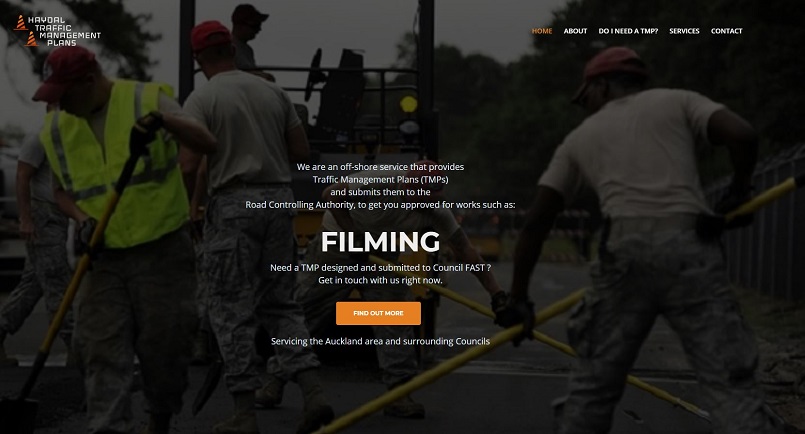 HAYDAL
TRAFFIC
MANAGEMENT
PLANS
HOME ABOUT DO I NEED A TMP? SERVICES CONTACT
We are an off-shore service that provides
Traffic Management Plans (TMPs)
and submits them to the
Road Controlling Authority, to get you approved for works such as:
FILMING
Need a TMP designed and submitted to Council FAST ?
Get in touch with us right now.
FIND OUT MORE
Servicing the Auckland area and surrounding Councils